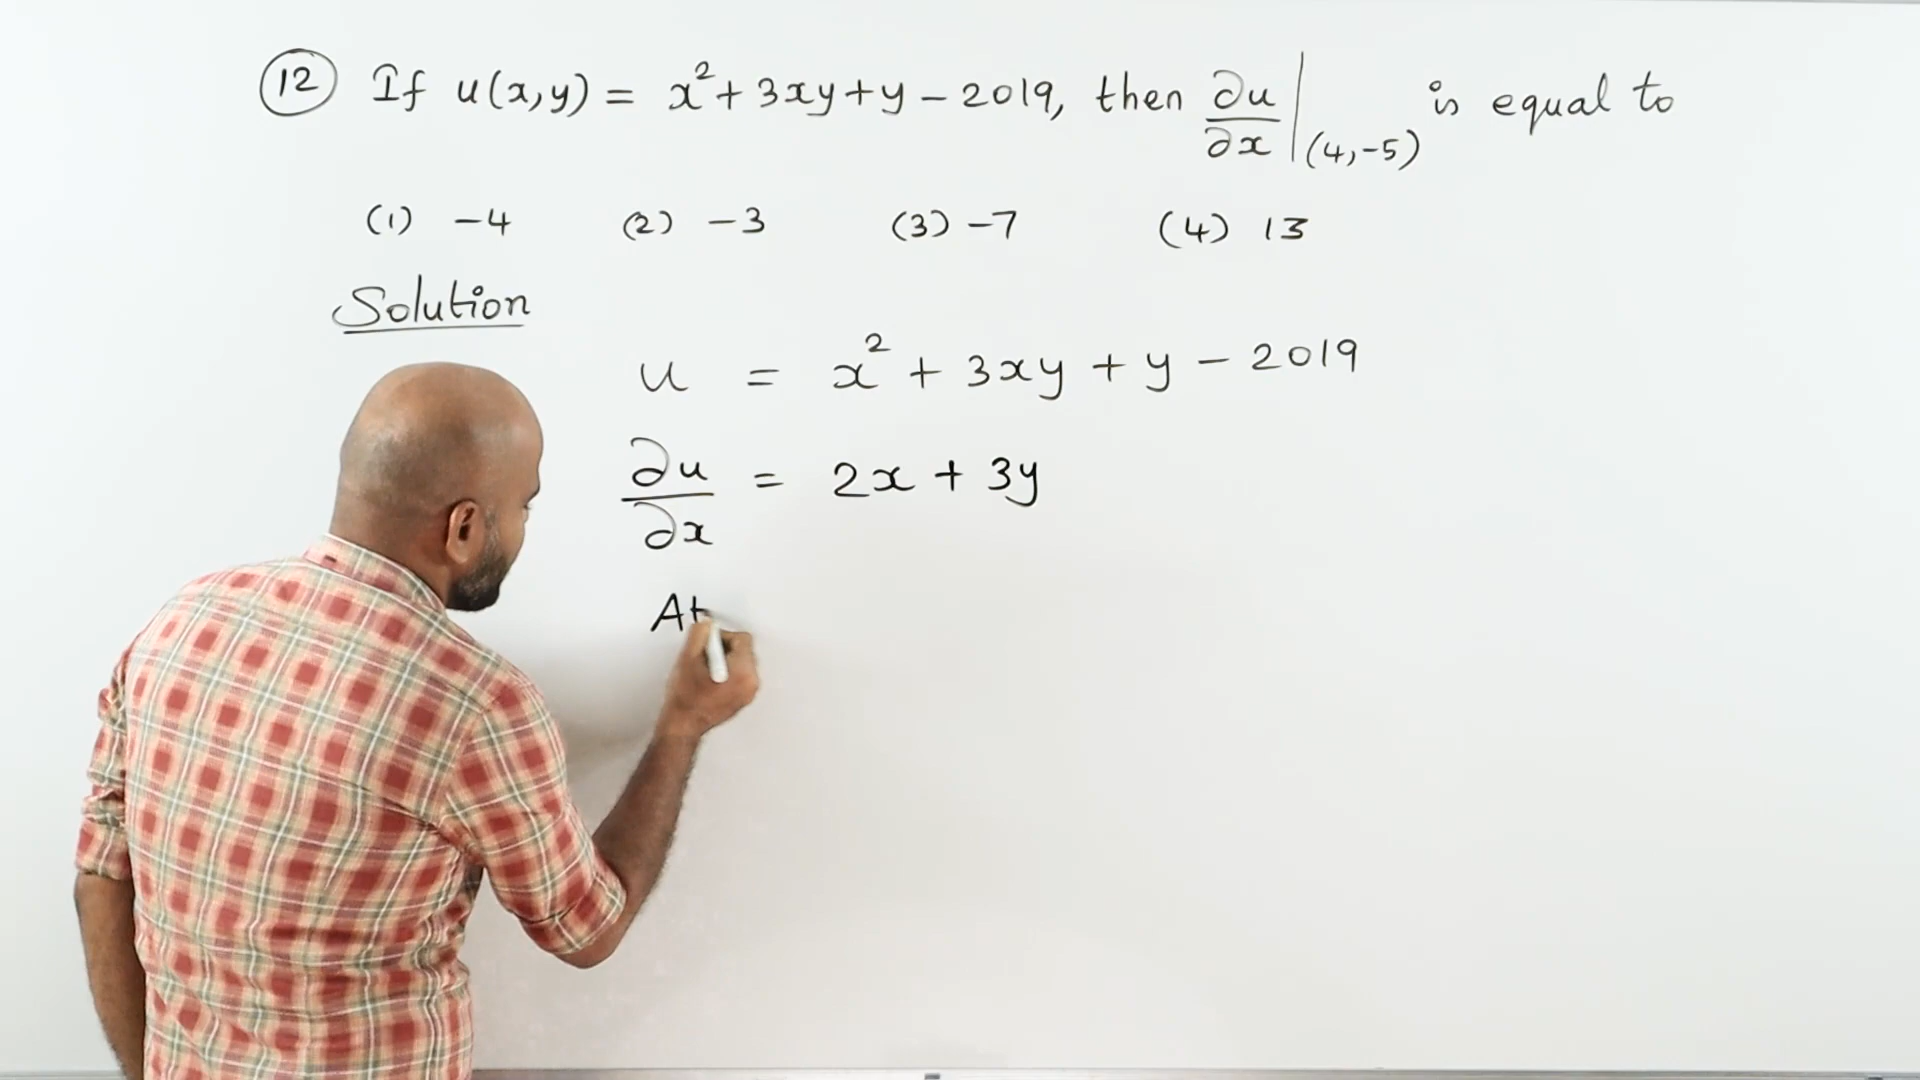 12 If u(x,y) = x² + 3xy + y − 2019, then ∂u/∂x |(4,−5) is equal to
(1) −4 (2) −3 (3) −7 (4) 13
Solution
u = x² + 3xy + y − 2019
∂u/∂x = 2x + 3y
At